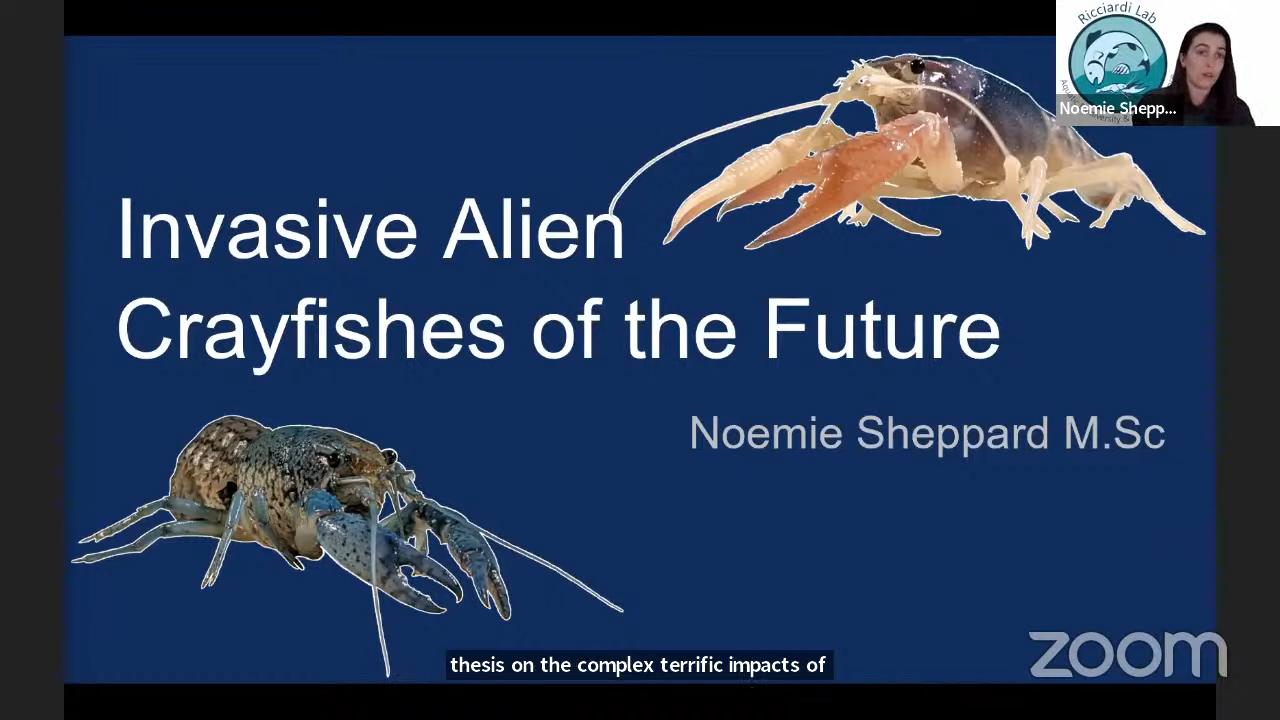 Ricciardi Lab
Noemie Shepp...
Invasive Alien
Crayfishes of the Future
Noemie Sheppard M.Sc
thesis on the complex terrific impacts of
zoom